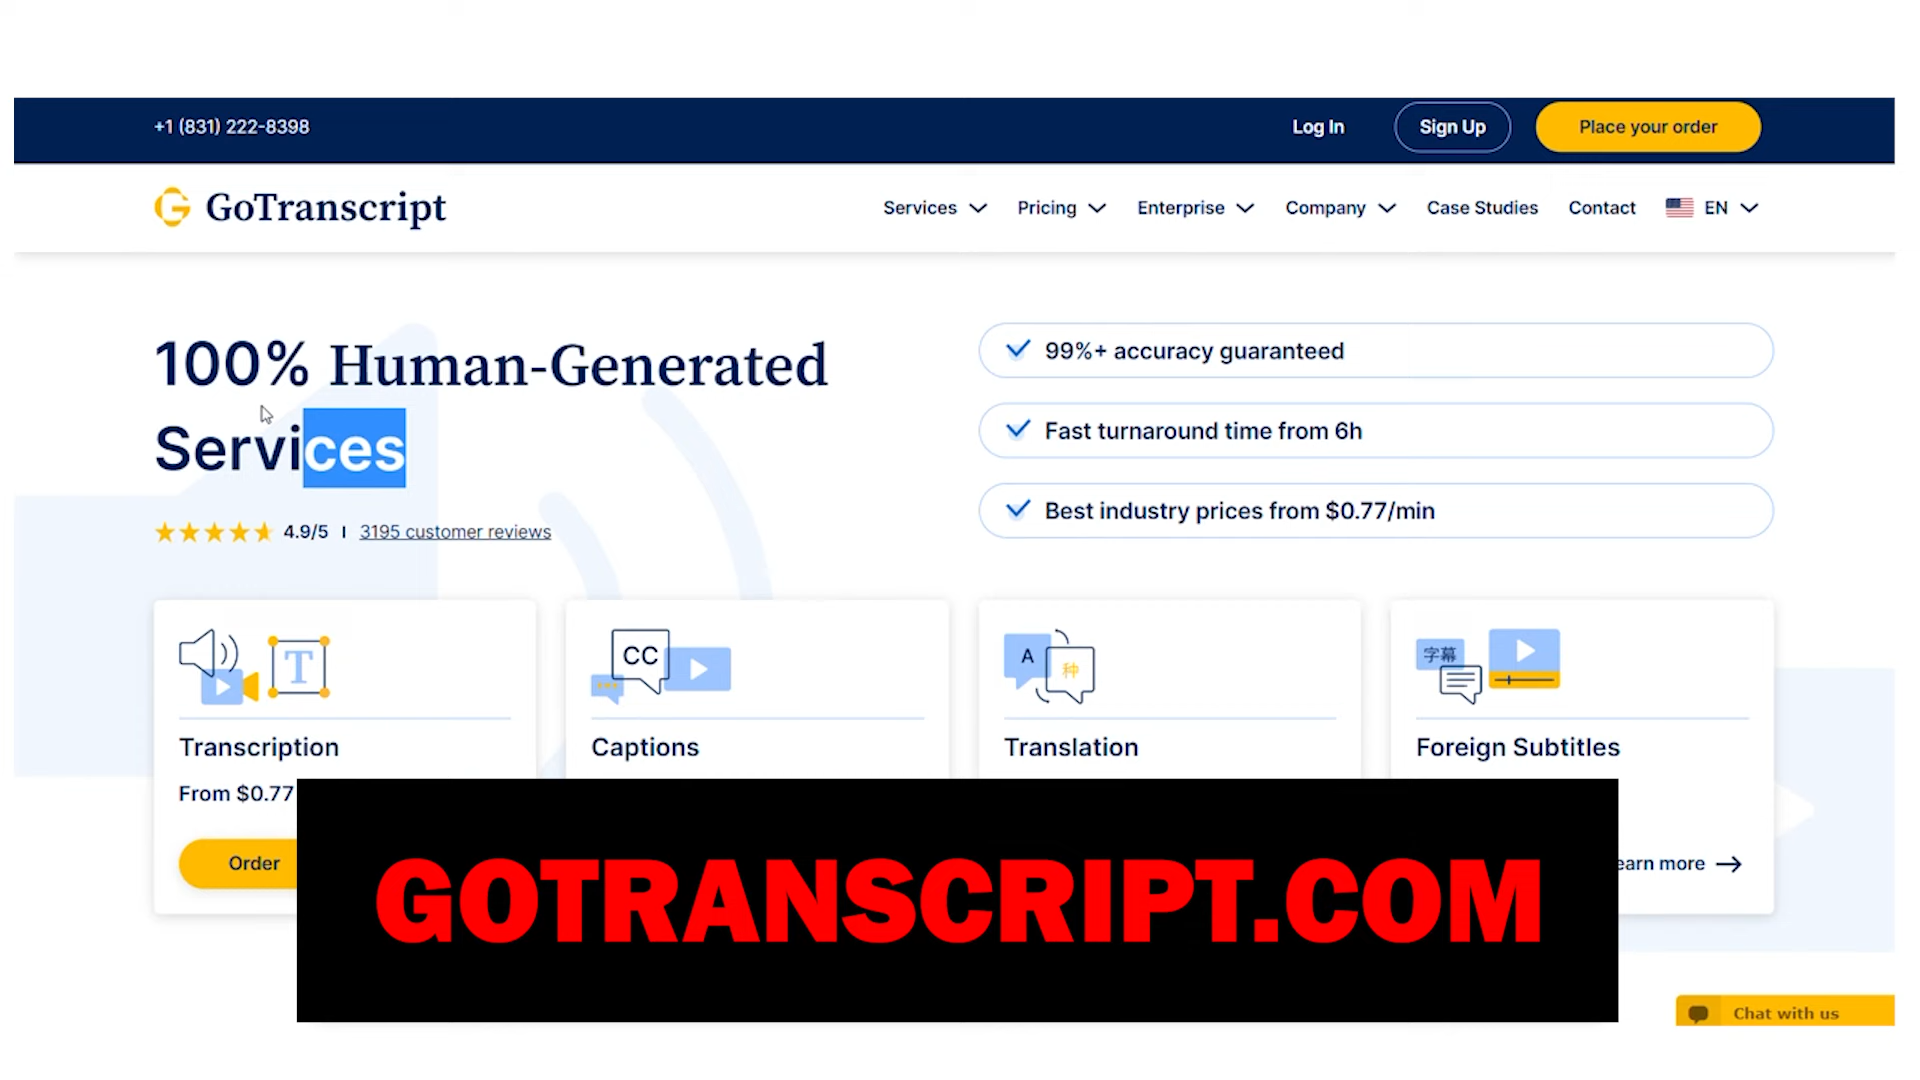 +1 (831) 222-8398
Log In
Sign Up
Place your order
GoTranscript
Services
Pricing
Enterprise
Company
Case Studies
Contact
EN
100% Human-Generated
Services
4.9/5 | 3195 customer reviews
99%+ accuracy guaranteed
Fast turnaround time from 6h
Best industry prices from $0.77/min
T
CC
A
种
字幕
Transcription
From $0.77
Order
Captions
Translation
Foreign Subtitles
earn more
GOTRANSCRIPT.COM
Chat with us